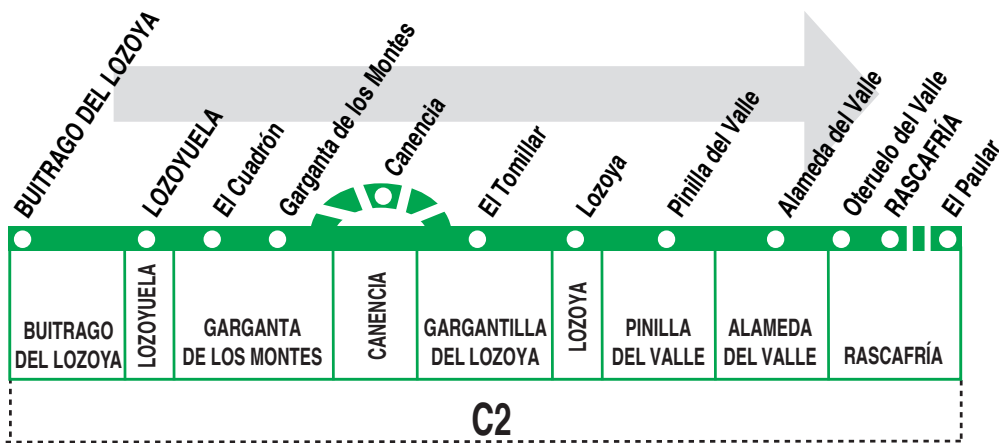 BUITRAGO DEL LOZOYA
LOZOYUELA
El Cuadrón
Garganta de los Montes
Canencia
El Tomillar
Lozoya
Pinilla del Valle
Alameda del Valle
Oteruelo del Valle
RASCAFRÍA
El Paular
BUITRAGO
DEL LOZOYA
LOZOYUELA
GARGANTA
DE LOS MONTES
CANENCIA
GARGANTILLA
DEL LOZOYA
LOZOYA
PINILLA
DEL VALLE
ALAMEDA
DEL VALLE
RASCAFRÍA
C2